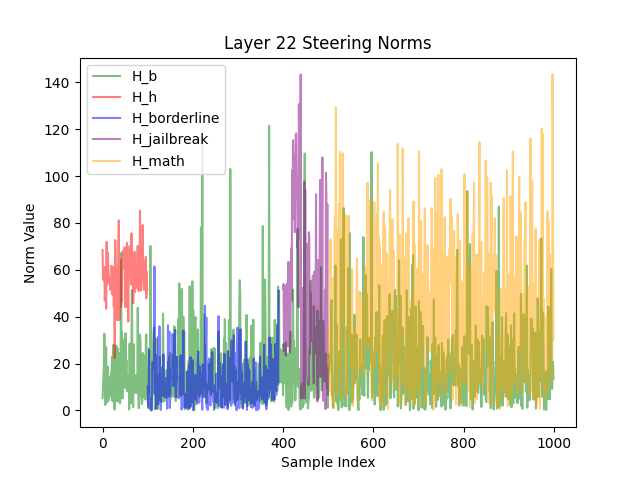 Layer 22 Steering Norms
H_b
H_h
H_borderline
H_jailbreak
H_math
Norm Value
140
120
100
80
60
40
20
0
0 200 400 600 800 1000
Sample Index